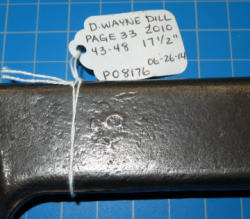 D. WAYNE DILL
PAGE 33 2010
43-48 17 1/2"
06-26-14
P08176